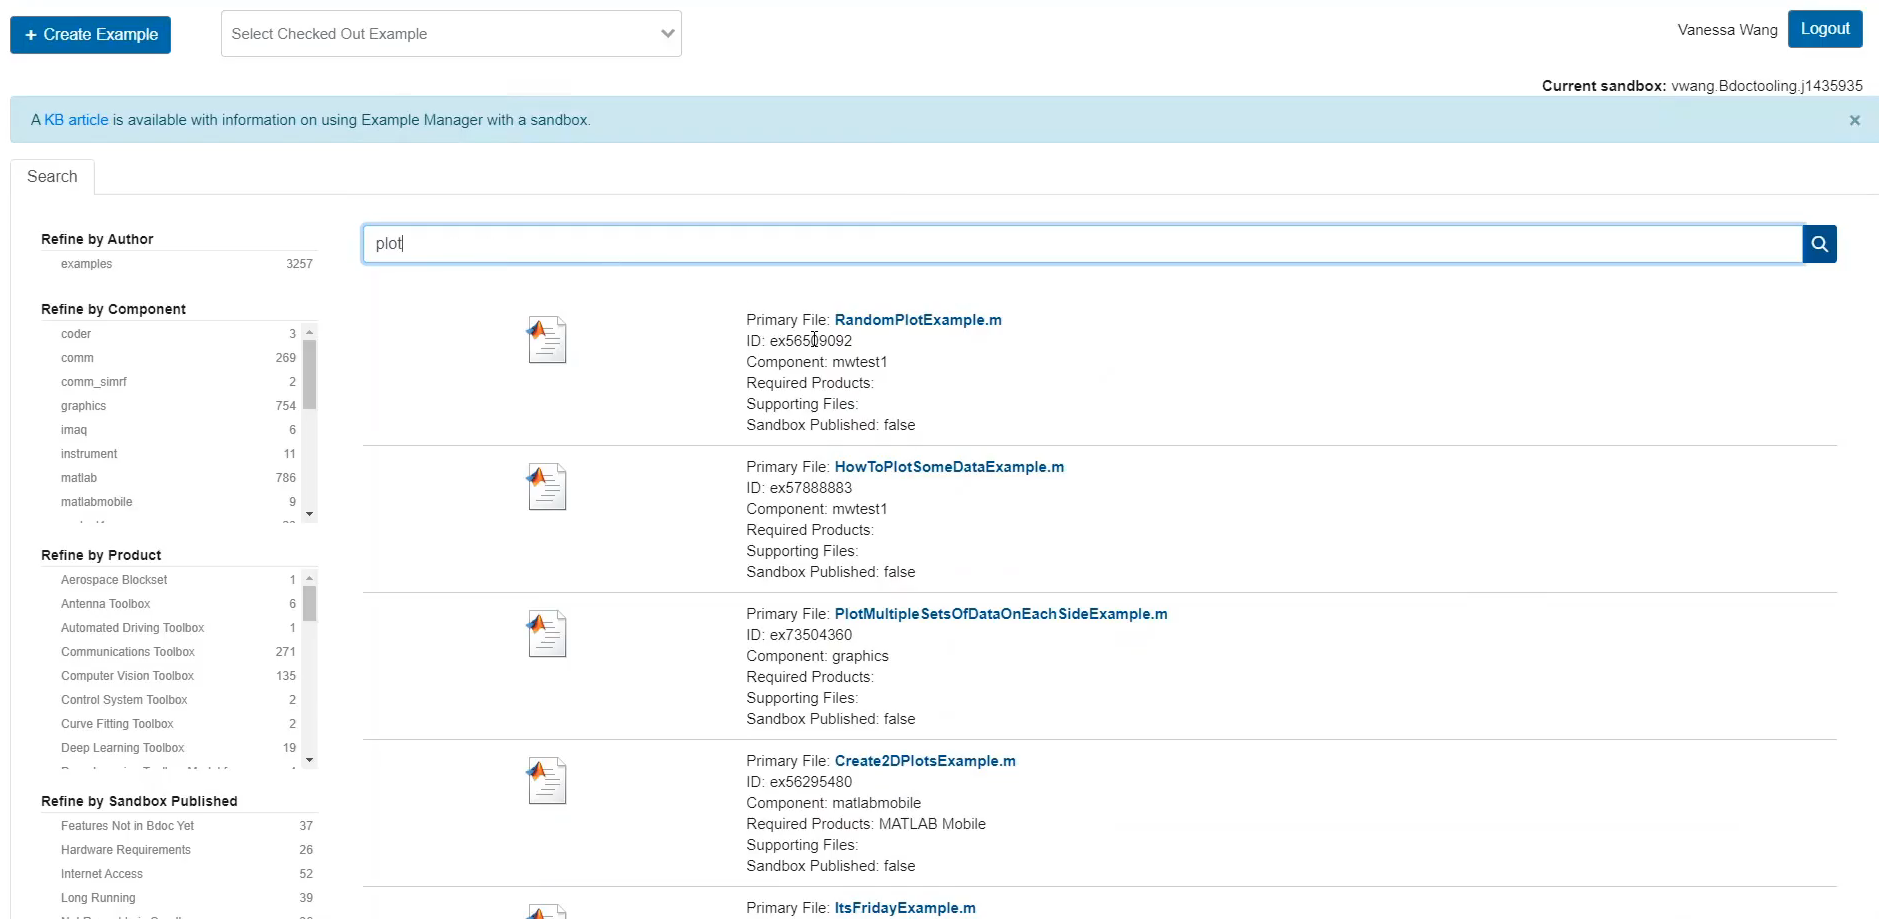 + Create Example
Select Checked Out Example
Vanessa Wang
Logout
Current sandbox: vwang.Bdoctooling.j1435935
A KB article is available with information on using Example Manager with a sandbox.
×
Search
Refine by Author
examples 3257
Refine by Component
coder 3
comm 269
comm_simrf 2
graphics 754
imaq 6
instrument 11
matlab 786
matlabmobile 9
Refine by Product
Aerospace Blockset 1
Antenna Toolbox 6
Automated Driving Toolbox 1
Communications Toolbox 271
Computer Vision Toolbox 135
Control System Toolbox 2
Curve Fitting Toolbox 2
Deep Learning Toolbox 19
Refine by Sandbox Published
Features Not in Bdoc Yet 37
Hardware Requirements 26
Internet Access 52
Long Running 39
plot
Primary File: RandomPlotExample.m
ID: ex56509092
Component: mwtest1
Required Products:
Supporting Files:
Sandbox Published: false
Primary File: HowToPlotSomeDataExample.m
ID: ex57888883
Component: mwtest1
Required Products:
Supporting Files:
Sandbox Published: false
Primary File: PlotMultipleSetsOfDataOnEachSideExample.m
ID: ex73504360
Component: graphics
Required Products:
Supporting Files:
Sandbox Published: false
Primary File: Create2DPlotsExample.m
ID: ex56295480
Component: matlabmobile
Required Products: MATLAB Mobile
Supporting Files:
Sandbox Published: false
Primary File: ItsFridayExample.m